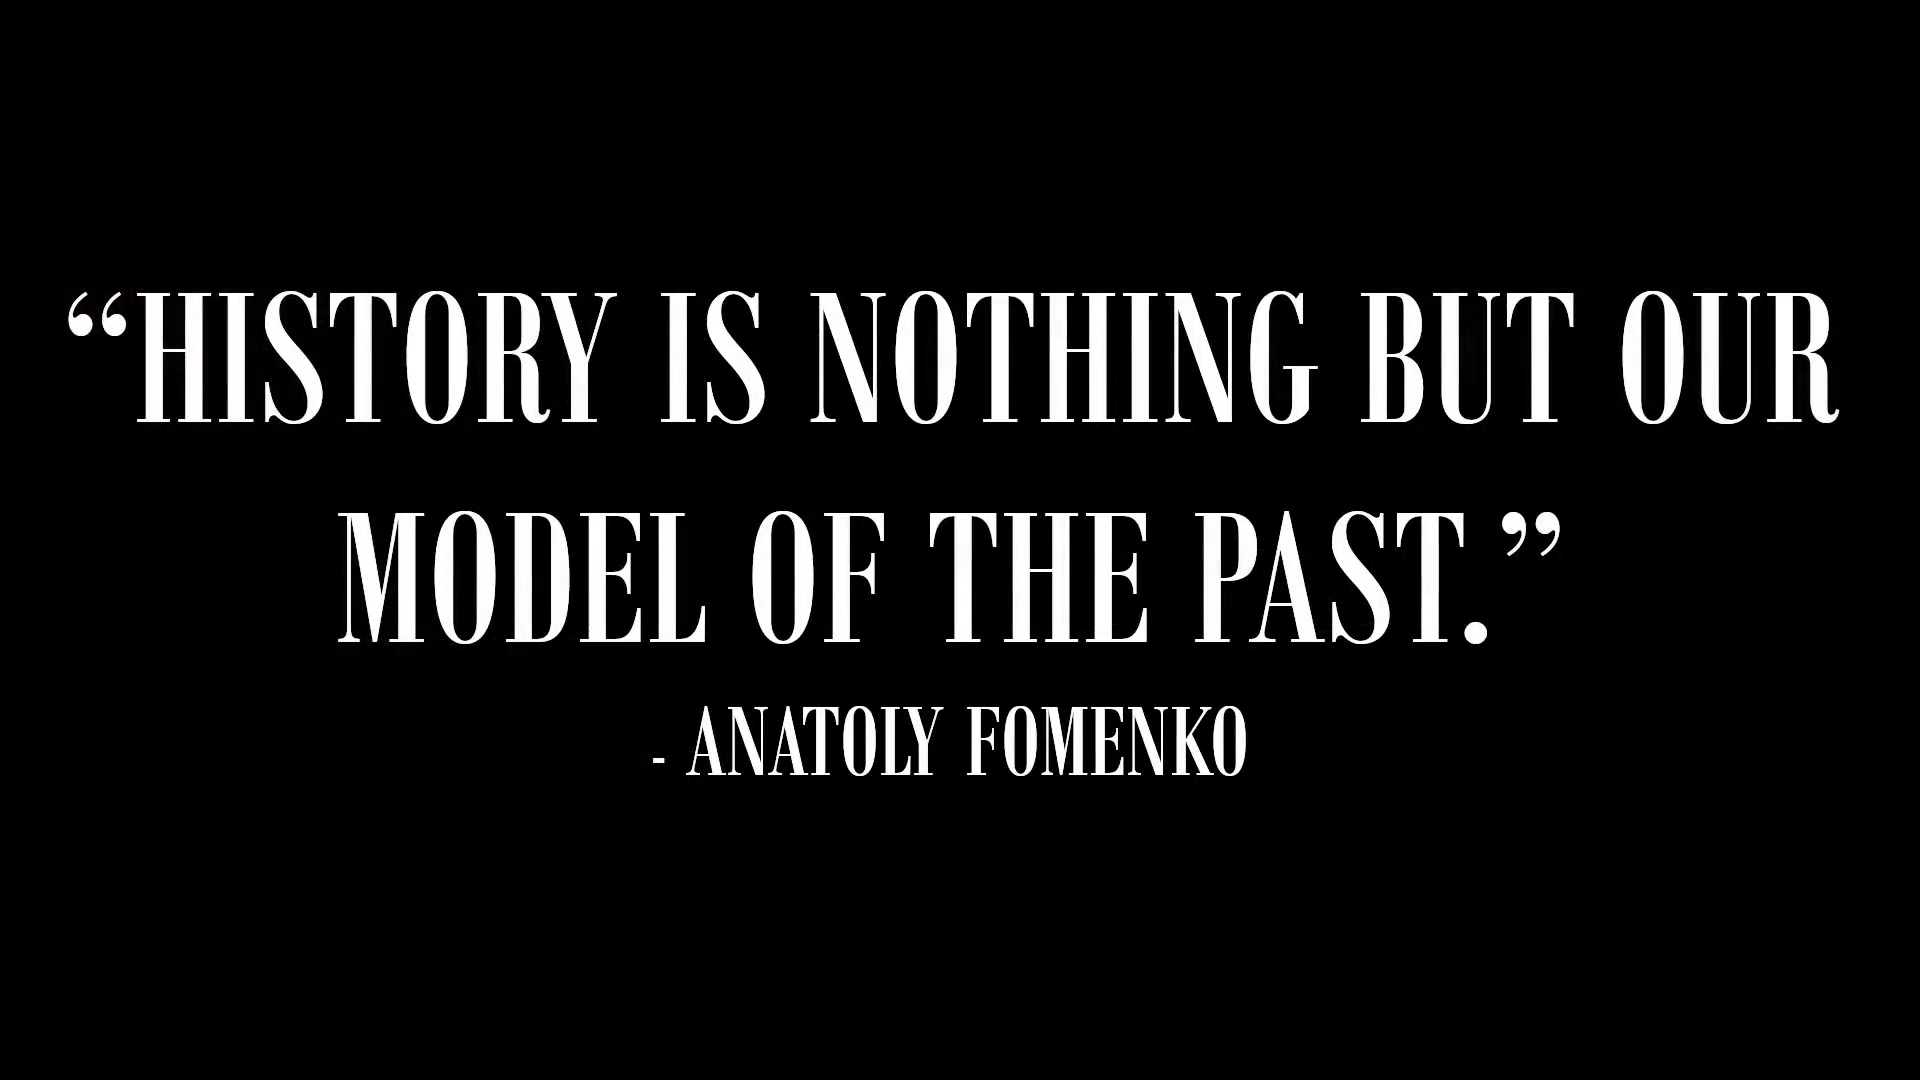 “HISTORY IS NOTHING BUT OUR
MODEL OF THE PAST.”
- ANATOLY FOMENKO